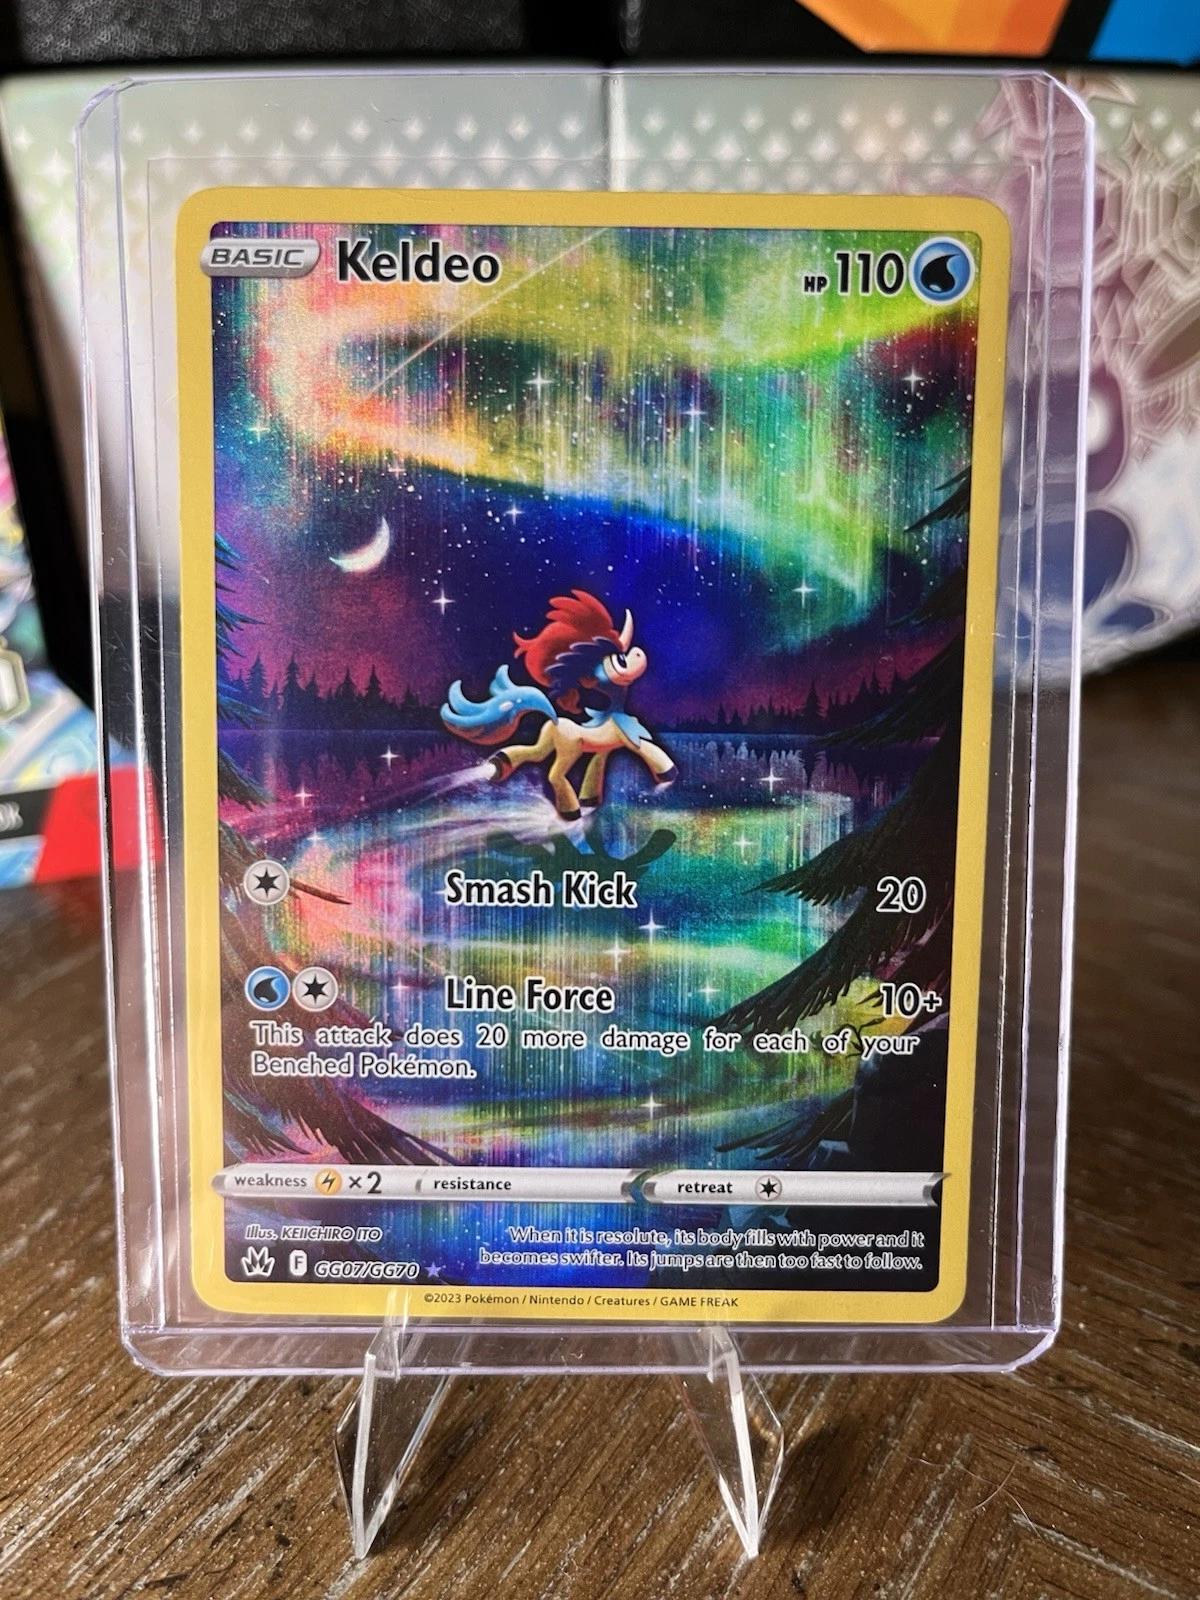 BASIC Keldeo HP 110
Smash Kick 20
Line Force 10+
This attack does 20 more damage for each of your
Benched Pokémon.
weakness ×2 resistance retreat
Illus. KEIICHIRO ITO
F GG07/GG70
When it is resolute, its body fills with power and it
becomes swifter. Its jumps are then too fast to follow.
©2023 Pokémon / Nintendo / Creatures / GAME FREAK